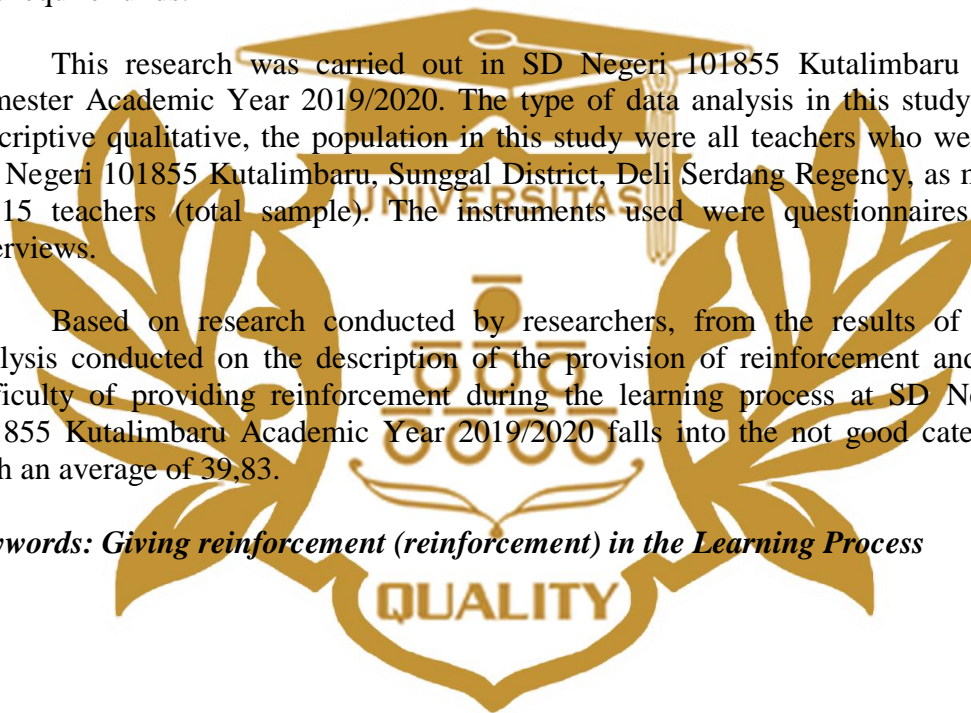 This research was carried out in SD Negeri 101855 Kutalimbaru
mester Academic Year 2019/2020. The type of data analysis in this study
criptive qualitative, the population in this study were all teachers who we
Negeri 101855 Kutalimbaru, Sunggal District, Deli Serdang Regency, as
UNIVERSITAS
15 teachers (total sample). The instruments used were questionnaires
erviews.
Based on research conducted by researchers, from the results of
lysis conducted on the description of the provision of reinforcement and
ficulty of providing reinforcement during the learning process at SD
855 Kutalimbaru Academic Year 2019/2020 falls into the not good cate
h an average of 39,83.
words: Giving reinforcement (reinforcement) in the Learning Process
QUALITY